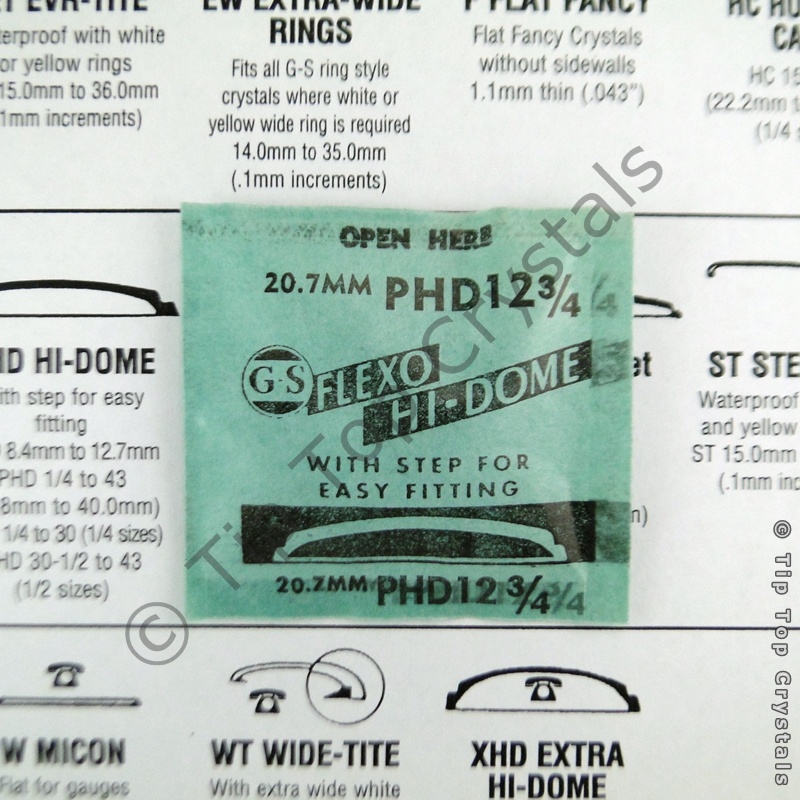 EVR-TITE
EW EXTRA-WIDE
RINGS
F FLAT FANCY
HC
CA
with white
or yellow rings
15.0mm to 36.0mm
1mm increments)
Fits all G-S ring style
crystals where white or
yellow wide ring is required
14.0mm to 35.0mm
(.1mm increments)
Flat Fancy Crystals
without sidewalls
1.1mm thin (.043")
HC 15
(22.2mm t
(1/4
OPEN HERE
20.7MM PHD12¾
G-S FLEXO
HI-DOME
WITH STEP FOR
EASY FITTING
20.7MM PHD12 ¾
HI-DOME
with step for easy
fitting
8.4mm to 12.7mm
PHD 1/4 to 43
8mm to 40.0mm)
1/4 to 30 (1/4 sizes)
HD 30-1/2 to 43
(1/2 sizes)
et
n)
ST STE
Waterproof
and yellow
ST 15.0mm
(.1mm inc
W MICON
Flat for gauges
WT WIDE-TITE
With extra wide white
XHD EXTRA
HI-DOME
© Tip Top Crystals
© Tip Top Crystals